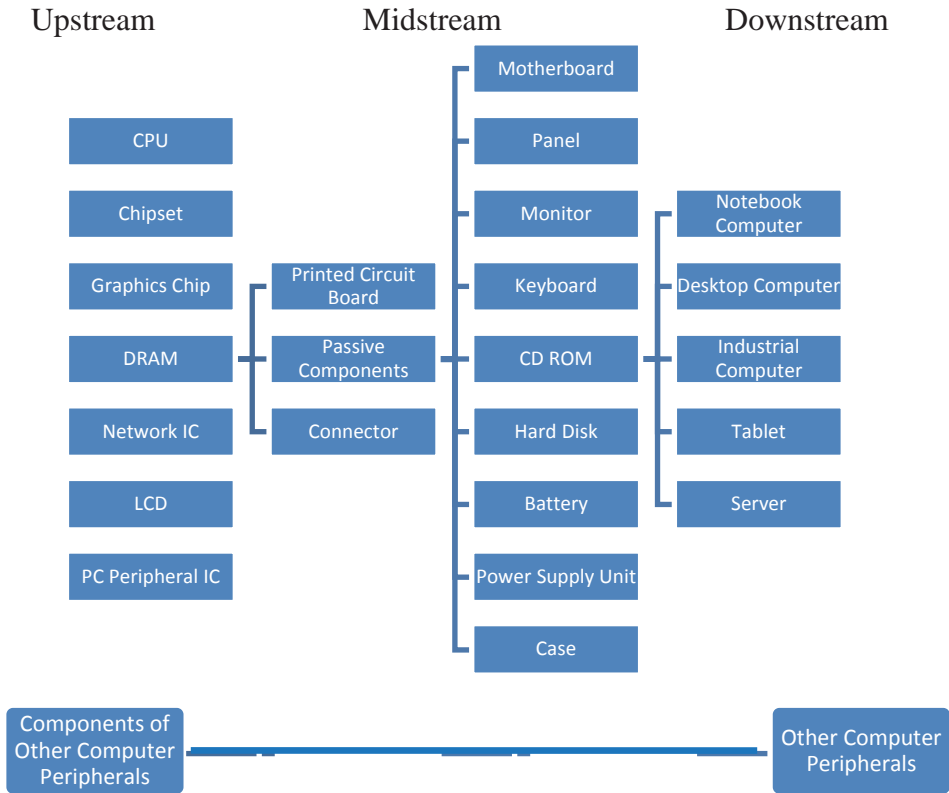 Upstream
Midstream
Downstream
CPU
Chipset
Graphics Chip
DRAM
Network IC
LCD
PC Peripheral IC
Printed Circuit
Board
Passive
Components
Connector
Motherboard
Panel
Monitor
Keyboard
CD ROM
Hard Disk
Battery
Power Supply Unit
Case
Notebook
Computer
Desktop Computer
Industrial
Computer
Tablet
Server
Components of
Other Computer
Peripherals
Other Computer
Peripherals